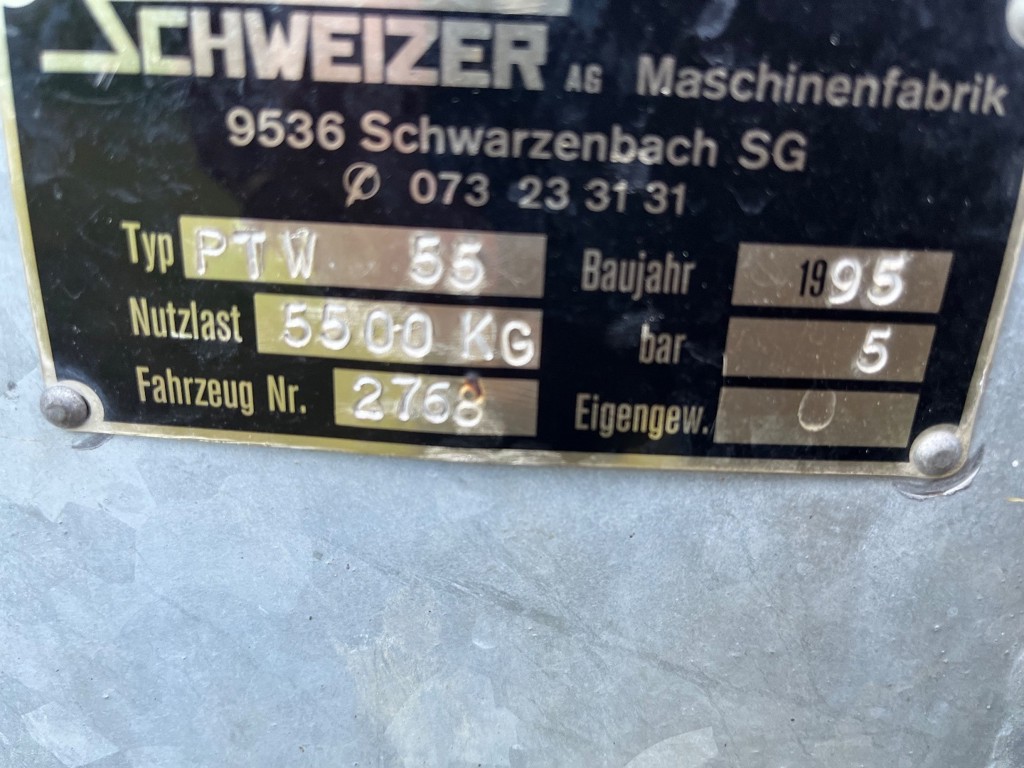 SCHWEIZER AG Maschinenfabrik
9536 Schwarzenbach SG
073 23 31 31
Typ PTW 55 Baujahr 1995
Nutzlast 5500 KG bar 5
Fahrzeug Nr. 2768 Eigengew.